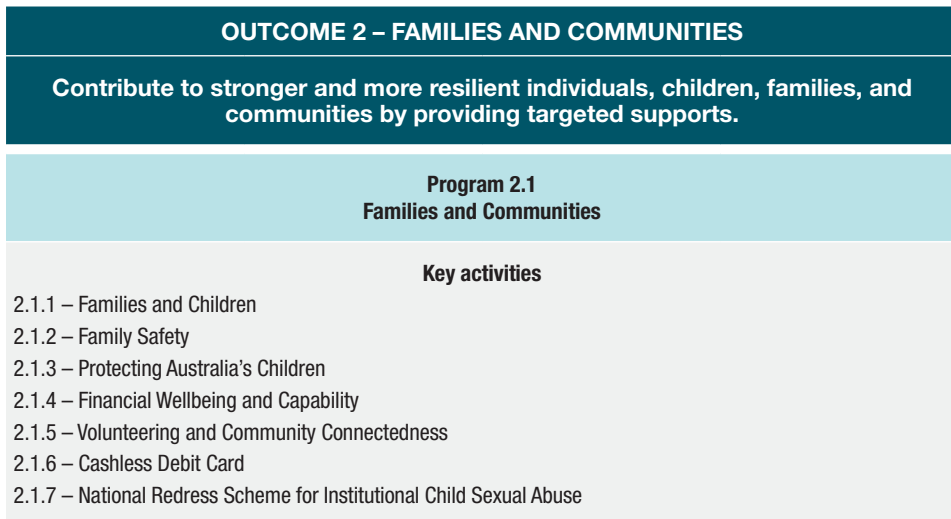 OUTCOME 2 – FAMILIES AND COMMUNITIES
Contribute to stronger and more resilient individuals, children, families, and
communities by providing targeted supports.
Program 2.1
Families and Communities
Key activities
2.1.1 – Families and Children
2.1.2 – Family Safety
2.1.3 – Protecting Australia’s Children
2.1.4 – Financial Wellbeing and Capability
2.1.5 – Volunteering and Community Connectedness
2.1.6 – Cashless Debit Card
2.1.7 – National Redress Scheme for Institutional Child Sexual Abuse